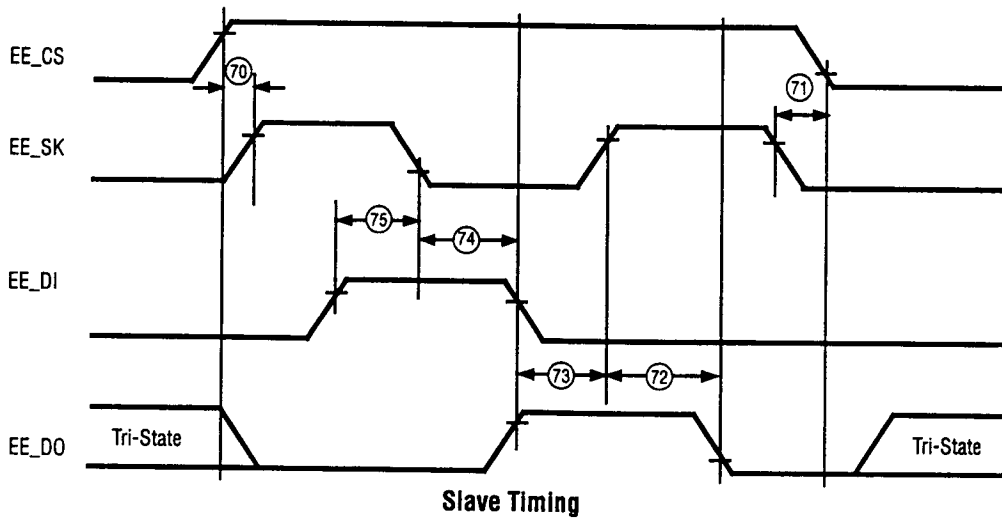 EE_CS
70
71
EE_SK
75
74
EE_DI
73
72
EE_DO
Tri-State
Tri-State
Slave Timing